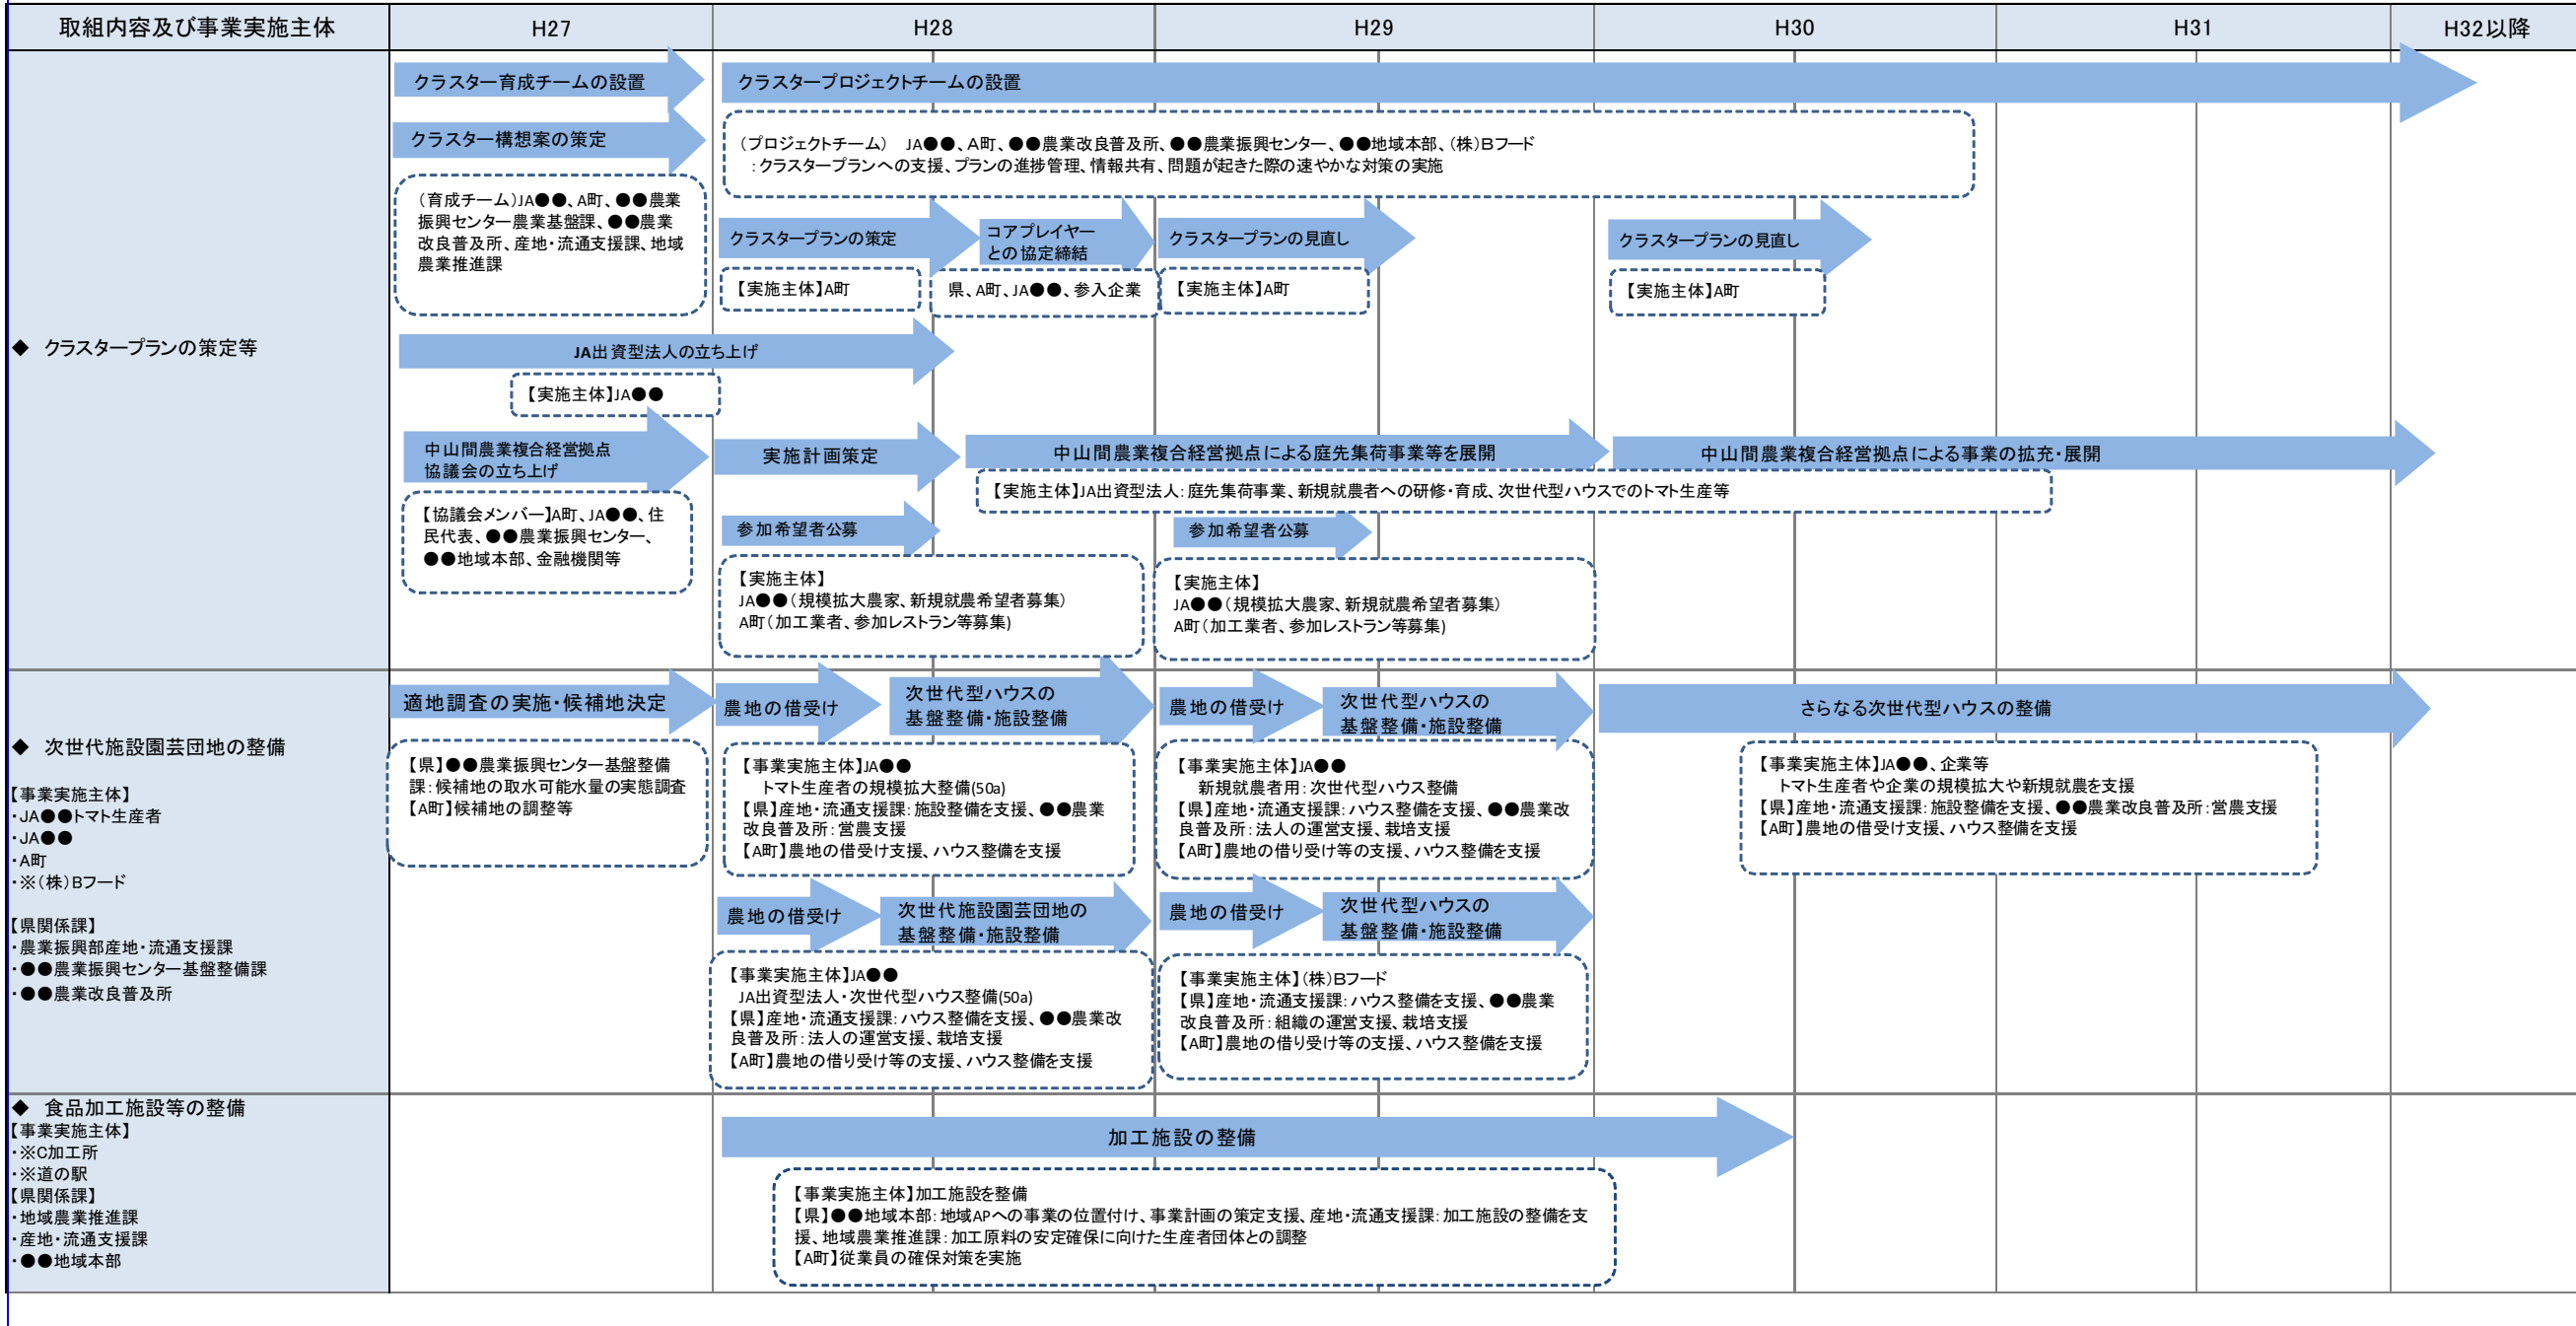 取組内容及び事業実施主体
H27
H28
H29
H30
H31
H32以降
◆ クラスタープランの策定等
クラスター育成チームの設置
クラスタープロジェクトチームの設置
クラスター構想案の策定
（プロジェクトチーム） JA●●、A町、●●農業改良普及所、●●農業振興センター、●●地域本部、（株）Bフード
：クラスタープランへの支援、プランの進捗管理、情報共有、問題が起きた際の速やかな対策の実施
（育成チーム）JA●●、A町、●●農業
振興センター農業基盤課、●●農業
改良普及所、産地・流通支援課、地域
農業推進課
クラスタープランの策定
コアプレイヤー
との協定締結
クラスタープランの見直し
クラスタープランの見直し
【実施主体】A町
県、A町、JA●●、参入企業
【実施主体】A町
【実施主体】A町
JA出資型法人の立ち上げ
【実施主体】JA●●
中山間農業複合経営拠点
協議会の立ち上げ
実施計画策定
中山間農業複合経営拠点による庭先集荷事業等を展開
中山間農業複合経営拠点による事業の拡充・展開
【実施主体】JA出資型法人：庭先集荷事業、新規就農者への研修・育成、次世代型ハウスでのトマト生産等
【協議会メンバー】A町、JA●●、住
民代表、●●農業振興センター、
●●地域本部、金融機関等
参加希望者公募
参加希望者公募
【実施主体】
JA●●（規模拡大農家、新規就農希望者募集）
A町（加工業者、参加レストラン等募集)
【実施主体】
JA●●（規模拡大農家、新規就農希望者募集）
A町（加工業者、参加レストラン等募集)
◆ 次世代施設園芸団地の整備
【事業実施主体】
・JA●●トマト生産者
・JA●●
・A町
・※（株）Bフード
【県関係課】
・農業振興部産地・流通支援課
・●●農業振興センター基盤整備課
・●●農業改良普及所
適地調査の実施・候補地決定
農地の借受け
次世代型ハウスの
基盤整備・施設整備
農地の借受け
次世代型ハウスの
基盤整備・施設整備
さらなる次世代型ハウスの整備
【県】●●農業振興センター基盤整備
課：候補地の取水可能水量の実態調査
【A町】候補地の調整等
【事業実施主体】JA●●
トマト生産者の規模拡大整備(50a)
【県】産地・流通支援課：施設整備を支援、●●農業
改良普及所：営農支援
【A町】農地の借受け支援、ハウス整備を支援
【事業実施主体】JA●●
新規就農者用：次世代型ハウス整備
【県】産地・流通支援課：ハウス整備を支援、●●農業改
良普及所：法人の運営支援、栽培支援
【A町】農地の借り受け等の支援、ハウス整備を支援
【事業実施主体】JA●●、企業等
トマト生産者や企業の規模拡大や新規就農を支援
【県】産地・流通支援課：施設整備を支援、●●農業改良普及所：営農支援
【A町】農地の借受け支援、ハウス整備を支援
農地の借受け
次世代施設園芸団地の
基盤整備・施設整備
農地の借受け
次世代型ハウスの
基盤整備・施設整備
【事業実施主体】JA●●
JA出資型法人・次世代型ハウス整備(50a)
【県】産地・流通支援課：ハウス整備を支援、●●農業改
良普及所：法人の運営支援、栽培支援
【A町】農地の借り受け等の支援、ハウス整備を支援
【事業実施主体】（株）Bフード
【県】産地・流通支援課：ハウス整備を支援、●●農業
改良普及所：組織の運営支援、栽培支援
【A町】農地の借り受け等の支援、ハウス整備を支援
◆ 食品加工施設等の整備
【事業実施主体】
・※C加工所
・※道の駅
【県関係課】
・地域農業推進課
・産地・流通支援課
・●●地域本部
加工施設の整備
【事業実施主体】加工施設を整備
【県】●●地域本部：地域APへの事業の位置付け、事業計画の策定支援、産地・流通支援課：加工施設の整備を支
援、地域農業推進課：加工原料の安定確保に向けた生産者団体との調整
【A町】従業員の確保対策を実施